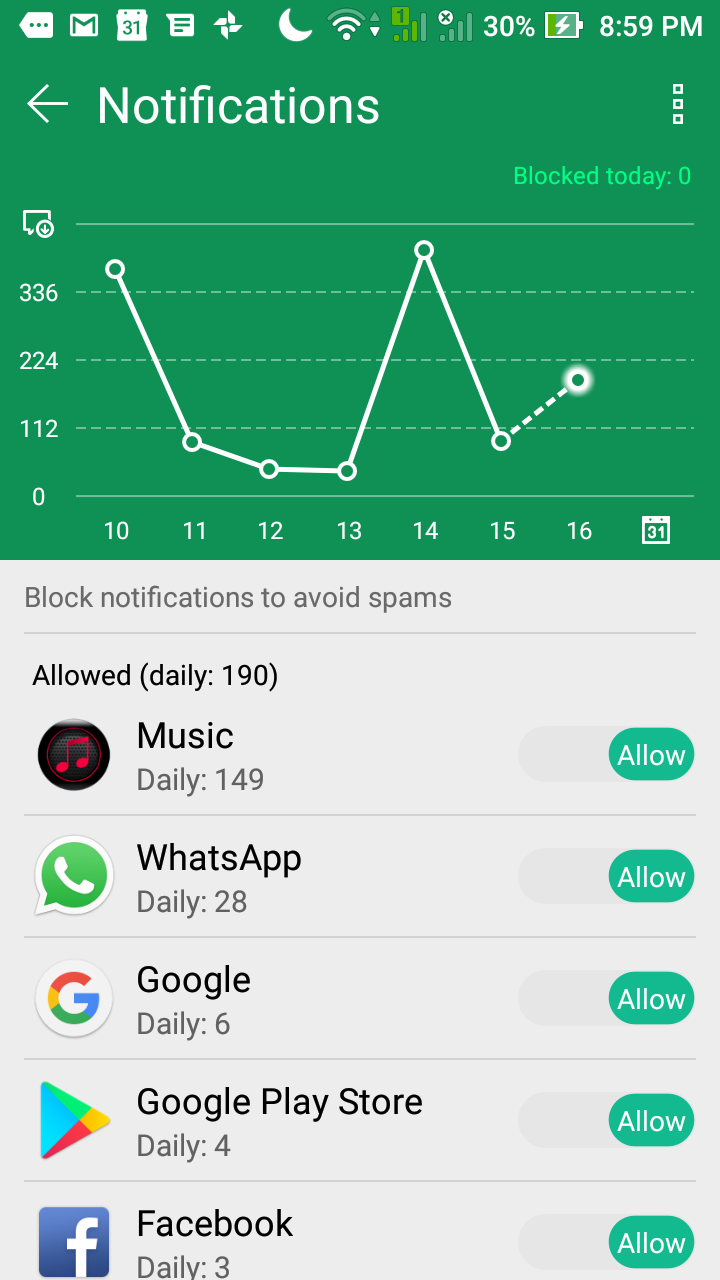 31
1
30%
8:59 PM
Notifications
Blocked today: 0
336
224
112
0
10 11 12 13 14 15 16 31
Block notifications to avoid spams
Allowed (daily: 190)
Music
Daily: 149
Allow
WhatsApp
Daily: 28
Allow
Google
Daily: 6
Allow
Google Play Store
Daily: 4
Allow
Facebook
Daily: 3
Allow